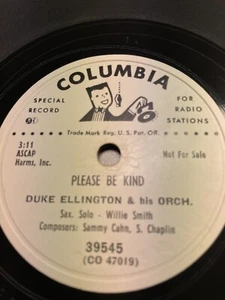 COLUMBIA
SPECIAL RECORD
FOR RADIO STATIONS
Trade Mark Reg. U. S. Pat. Off.
3:11
ASCAP
Harms, Inc.
Not For Sale
PLEASE BE KIND
DUKE ELLINGTON & his ORCH.
Sax. Solo - Willie Smith
Composers: Sammy Cahn, S. Chaplin
39545
(CO 47019)